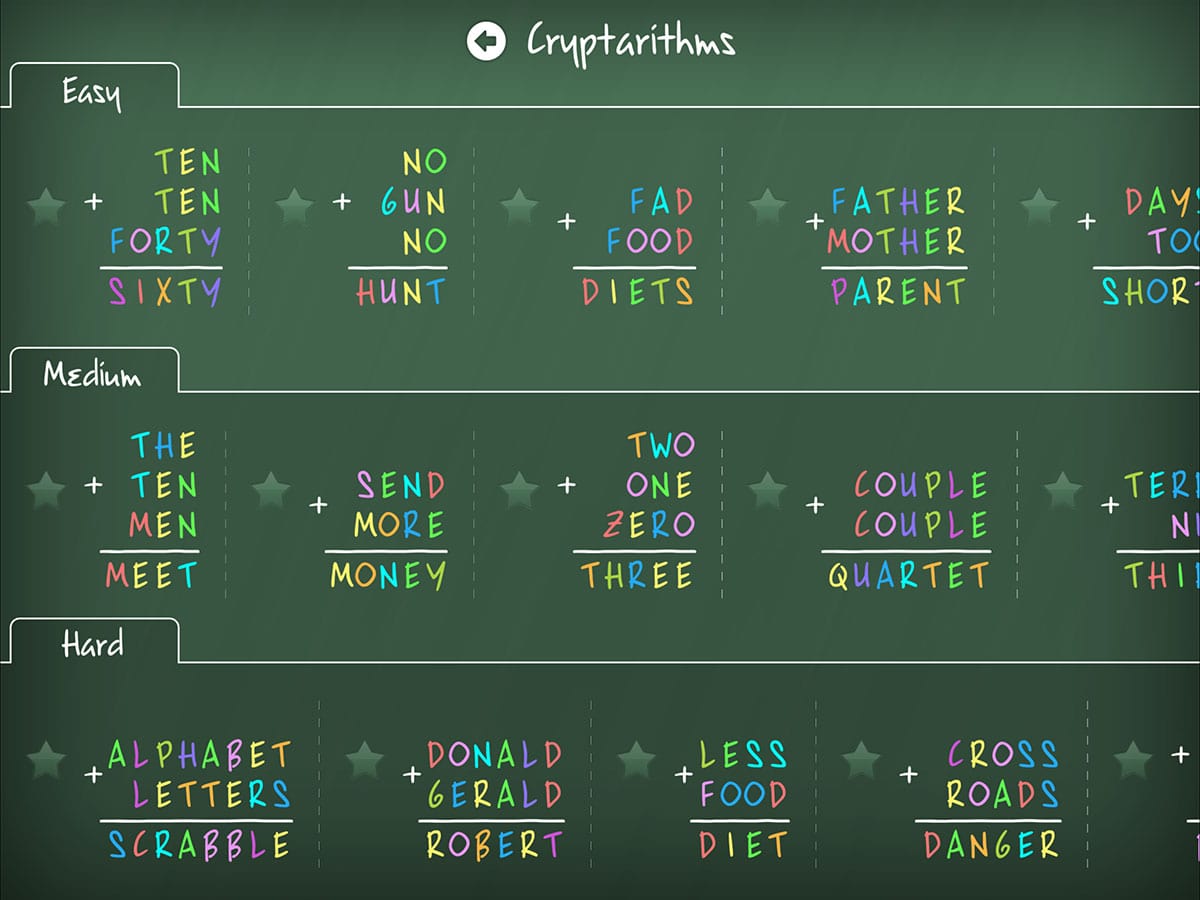 Cryptarithms
Easy
TEN
+ TEN
FORTY
SIXTY
NO
+ GUN
NO
HUNT
+ FAD
FOOD
DIETS
+ FATHER
MOTHER
PARENT
+
Medium
THE
+ TEN
MEN
MEET
+ SEND
MORE
MONEY
TWO
+ ONE
ZERO
THREE
+ COUPLE
COUPLE
QUARTET
+
Hard
+ ALPHABET
LETTERS
SCRABBLE
+ DONALD
GERALD
ROBERT
+ LESS
FOOD
DIET
+ CROSS
ROADS
DANGER
+